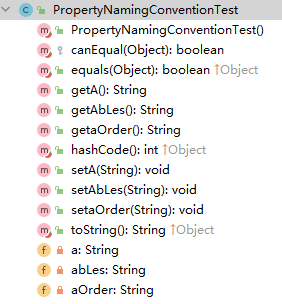 PropertyNamingConventionTest
PropertyNamingConventionTest()
canEqual(Object): boolean
equals(Object): boolean ↑Object
getA(): String
getAbLes(): String
getaOrder(): String
hashCode(): int ↑Object
setA(String): void
setAbLes(String): void
setaOrder(String): void
toString(): String ↑Object
a: String
abLes: String
aOrder: String